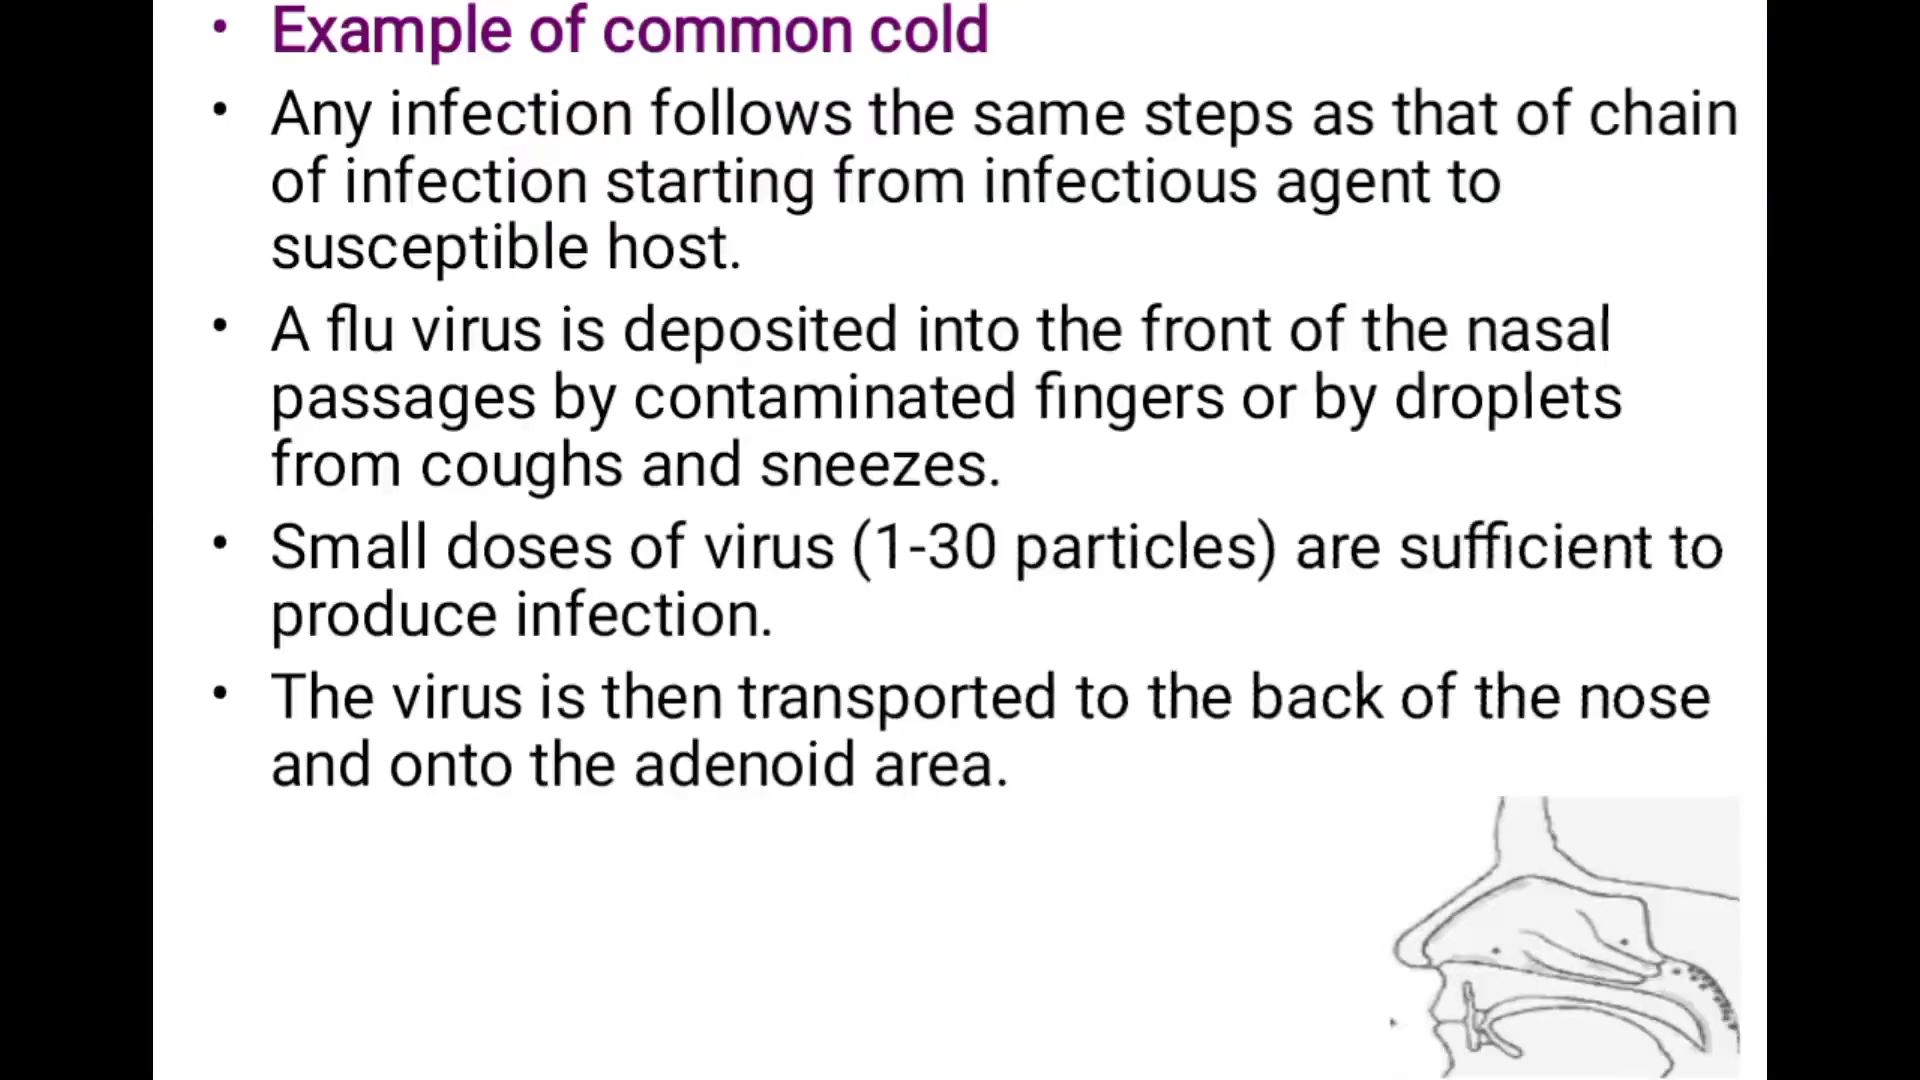 • Example of common cold
• Any infection follows the same steps as that of chain
of infection starting from infectious agent to
susceptible host.
• A flu virus is deposited into the front of the nasal
passages by contaminated fingers or by droplets
from coughs and sneezes.
• Small doses of virus (1-30 particles) are sufficient to
produce infection.
• The virus is then transported to the back of the nose
and onto the adenoid area.